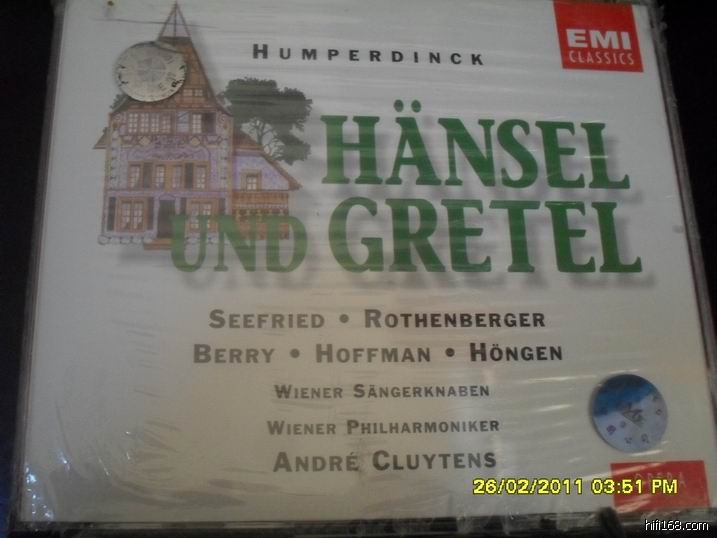 HUMPERDINCK
EMI
CLASSICS
HÄNSEL
UND GRETEL
SEEFRIED • ROTHENBERGER
BERRY • HOFFMAN • HÖNGEN
WIENER SÄNGERKNABEN
WIENER PHILHARMONIKER
ANDRÉ CLUYTENS
OPERA
26/02/2011 03:51 PM
hifi168.com